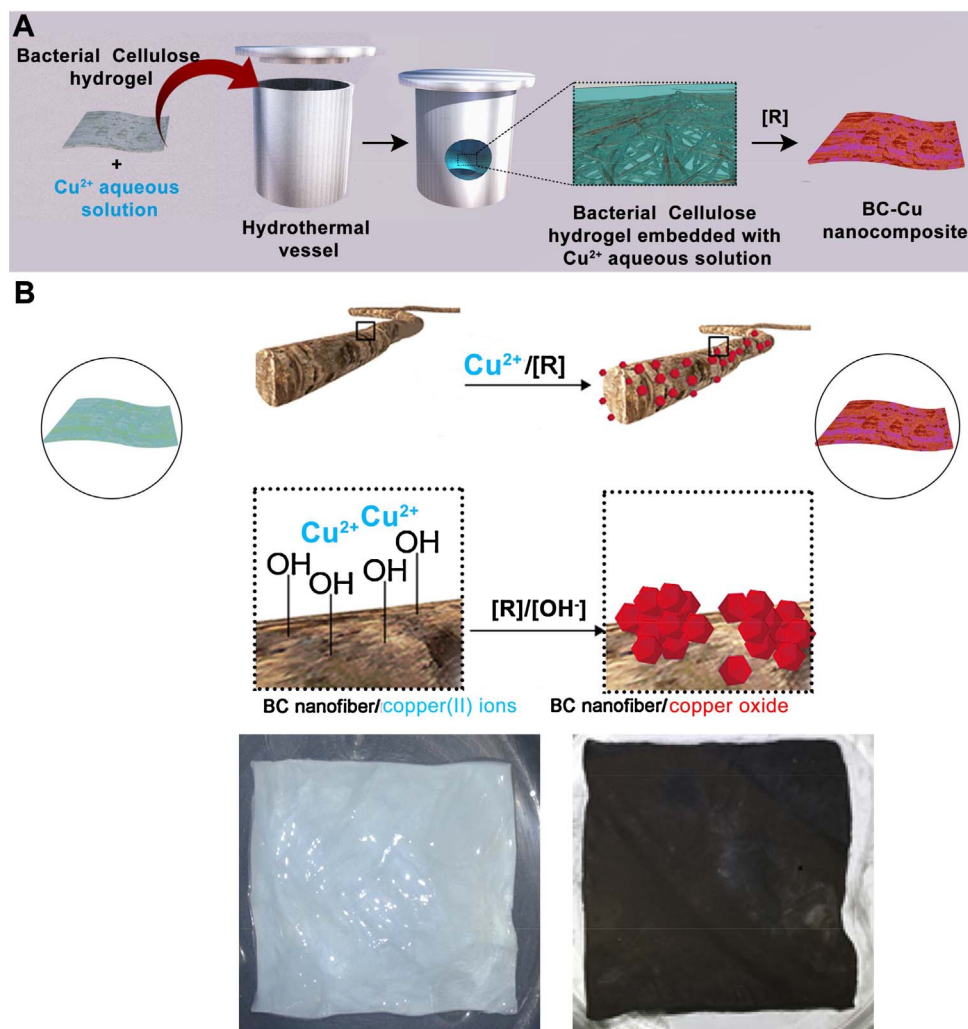 A
Bacterial Cellulose
hydrogel
+
Cu²⁺ aqueous
solution
Hydrothermal
vessel
Bacterial Cellulose
hydrogel embedded with
Cu²⁺ aqueous solution
[R]
BC-Cu
nanocomposite
B
Cu²⁺/[R]
Cu²⁺ Cu²⁺
OH OH OH OH
[R]/[OH⁻]
BC nanofiber/copper(II) ions
BC nanofiber/copper oxide